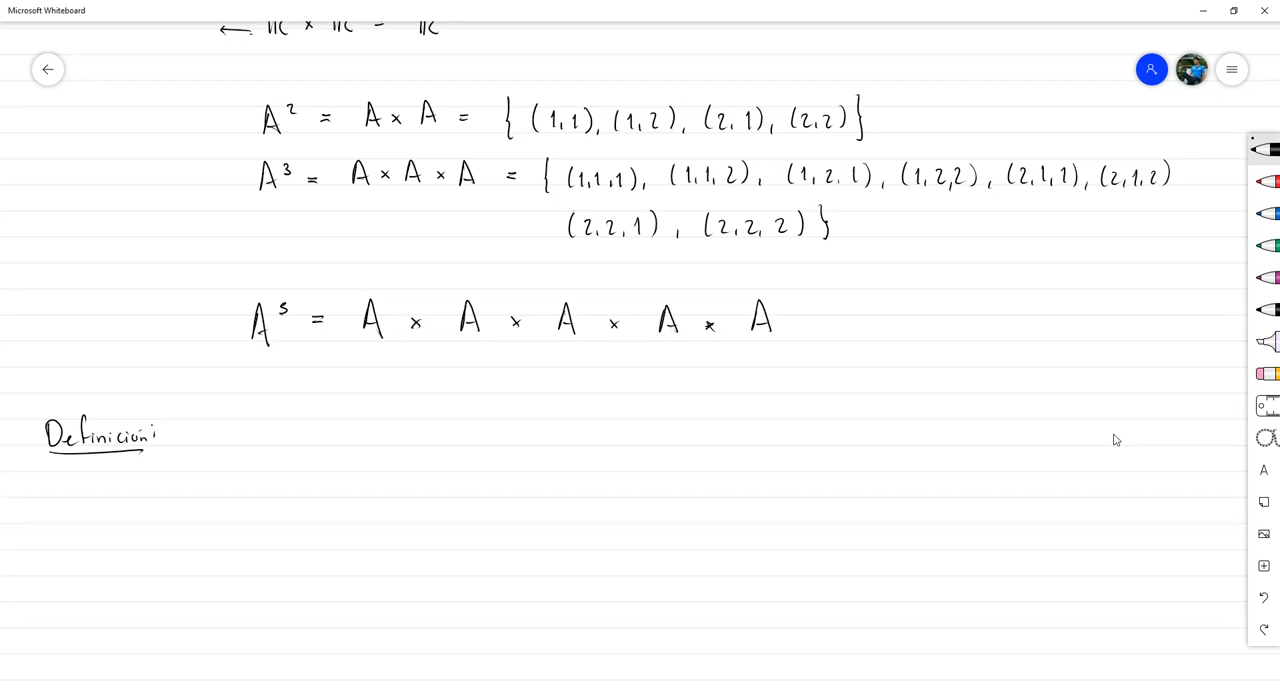 Microsoft Whiteboard
A² = A × A = { (1,1), (1,2), (2,1), (2,2) }
A³ = A × A × A = { (1,1,1), (1,1,2), (1,2,1), (1,2,2), (2,1,1), (2,1,2)
(2,2,1), (2,2,2) }
A⁵ = A × A × A × A × A
Definición:
A